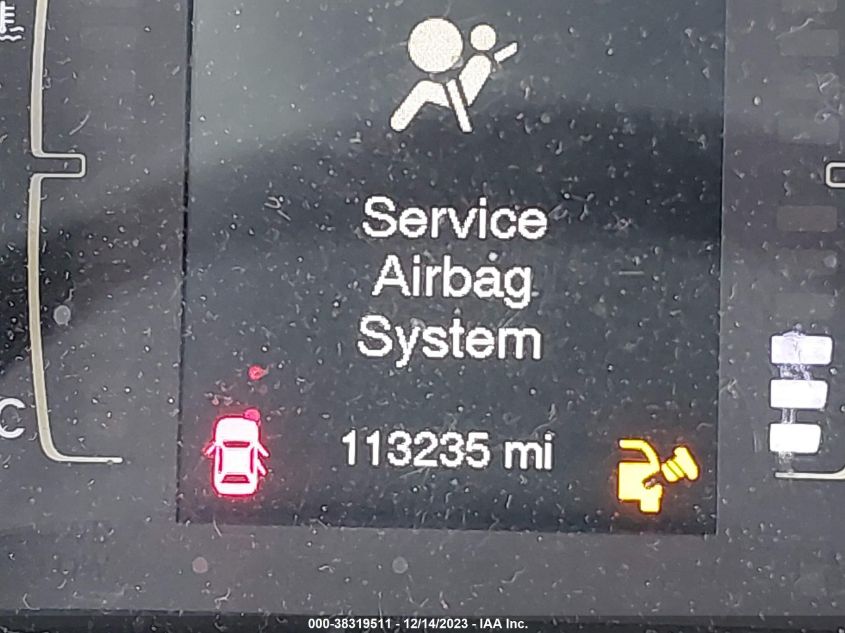 Service
Airbag
System
113235 mi
C
000-38319511 - 12/14/2023 - IAA Inc.